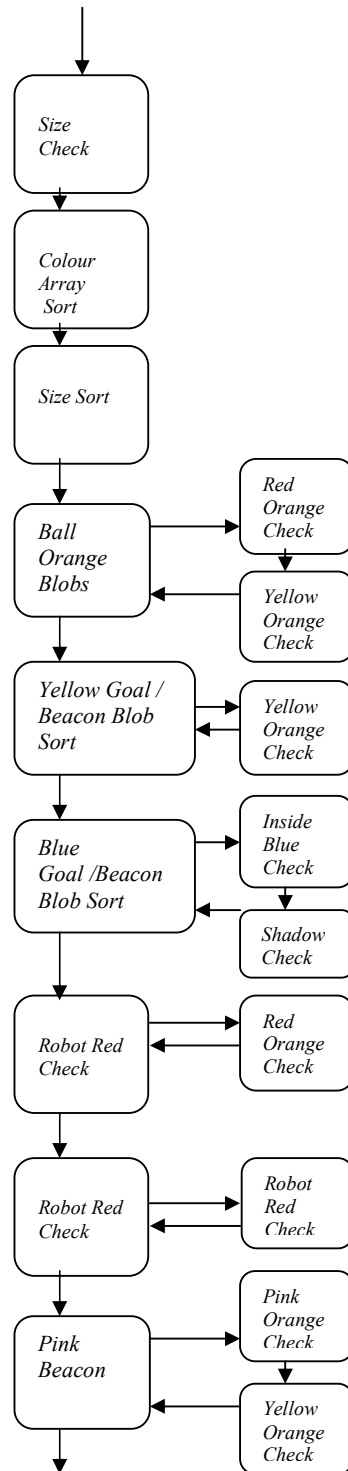 Size
Check
Colour
Array
Sort
Size Sort
Ball
Orange
Blobs
Red
Orange
Check
Yellow
Orange
Check
Yellow Goal /
Beacon Blob
Sort
Yellow
Orange
Check
Blue
Goal /Beacon
Blob Sort
Inside
Blue
Check
Shadow
Check
Robot Red
Check
Red
Orange
Check
Robot Red
Check
Robot
Red
Check
Pink
Beacon
Pink
Orange
Check
Yellow
Orange
Check